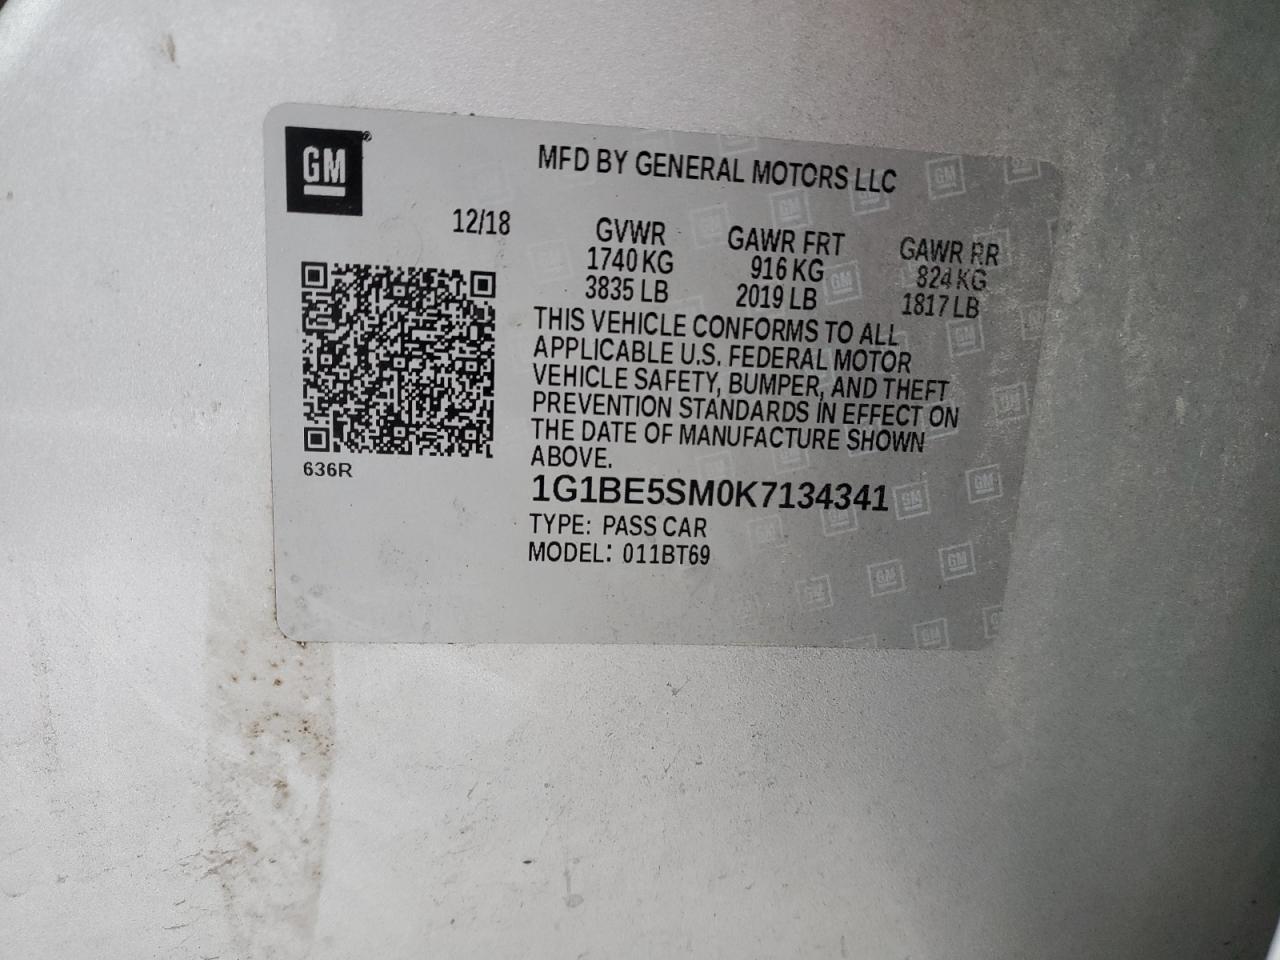 GM®
MFD BY GENERAL MOTORS LLC
12/18
GVWR GAWR FRT GAWR RR
1740 KG 916 KG 824 KG
3835 LB 2019 LB 1817 LB
THIS VEHICLE CONFORMS TO ALL
APPLICABLE U.S. FEDERAL MOTOR
VEHICLE SAFETY, BUMPER, AND THEFT
PREVENTION STANDARDS IN EFFECT ON
THE DATE OF MANUFACTURE SHOWN
ABOVE.
636R
1G1BE5SM0K7134341
TYPE: PASS CAR
MODEL: 011BT69